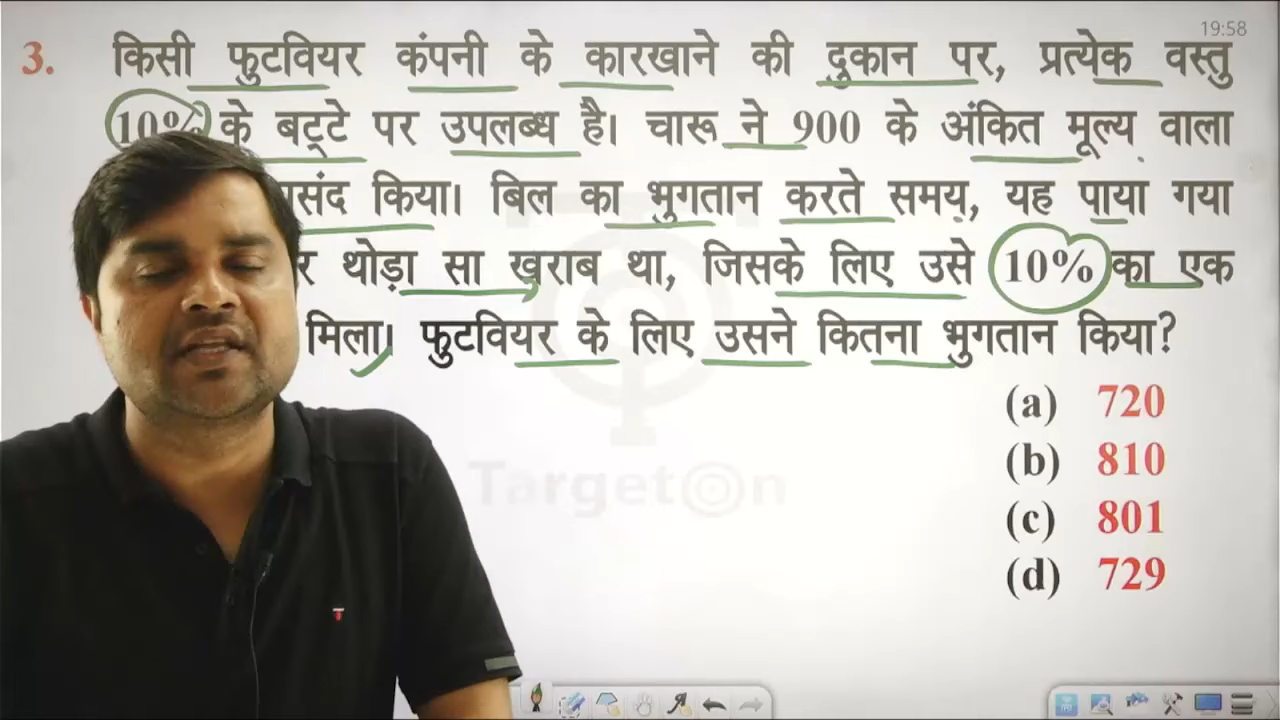 19:58
3. किसी फुटवियर कंपनी के कारखाने की दुकान पर, प्रत्येक वस्तु
10% के बट्टे पर उपलब्ध है। चारू ने 900 के अंकित मूल्य वाला
पसंद किया। बिल का भुगतान करते समय, यह पाया गया
थोड़ा सा खराब था, जिसके लिए उसे 10% का एक
मिला। फुटवियर के लिए उसने कितना भुगतान किया?
(a) 720
(b) 810
TargetOn
(c) 801
(d) 729